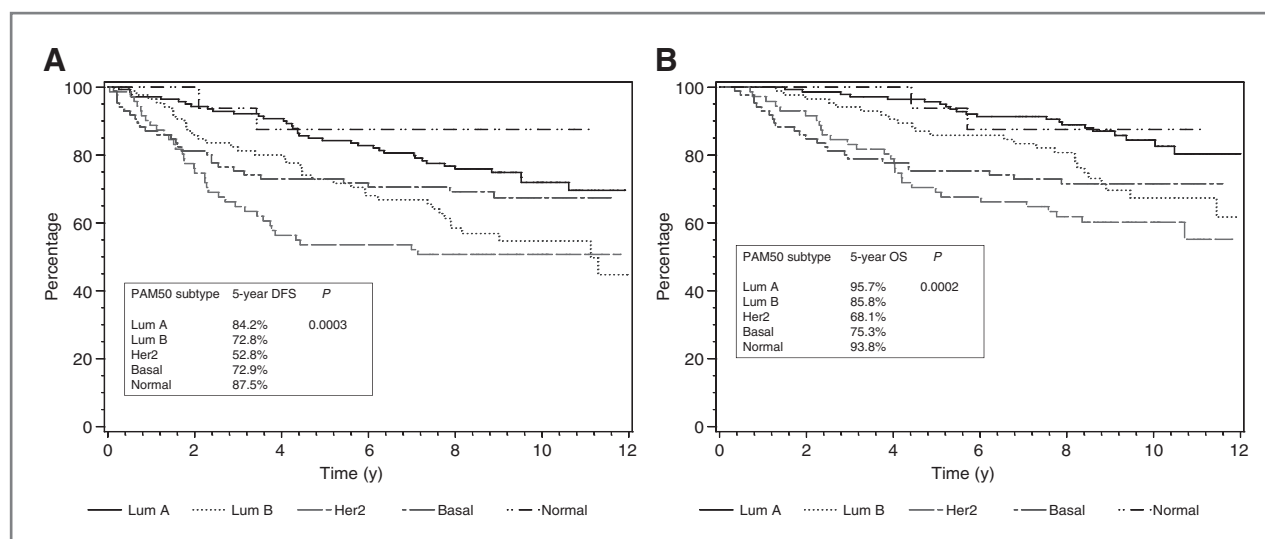 A
100
80
60
40
20
0
Percentage
PAM50 subtype 5-year DFS P
Lum A 84.2% 0.0003
Lum B 72.8%
Her2 52.8%
Basal 72.9%
Normal 87.5%
0 2 4 6 8 10 12
Time (y)
Lum A Lum B Her2 Basal Normal
B
100
80
60
40
20
0
Percentage
PAM50 subtype 5-year OS P
Lum A 95.7% 0.0002
Lum B 85.8%
Her2 68.1%
Basal 75.3%
Normal 93.8%
0 2 4 6 8 10 12
Time (y)
Lum A Lum B Her2 Basal Normal